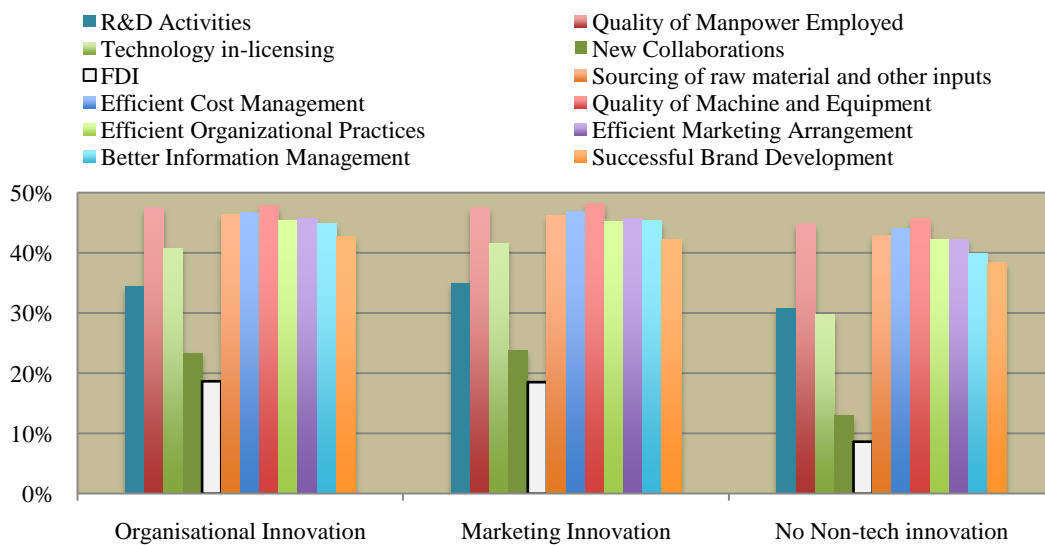 R&D Activities
Quality of Manpower Employed
Technology in-licensing
New Collaborations
FDI
Sourcing of raw material and other inputs
Efficient Cost Management
Quality of Machine and Equipment
Efficient Organizational Practices
Efficient Marketing Arrangement
Better Information Management
Successful Brand Development
50%
40%
30%
20%
10%
0%
Organisational Innovation
Marketing Innovation
No Non-tech innovation